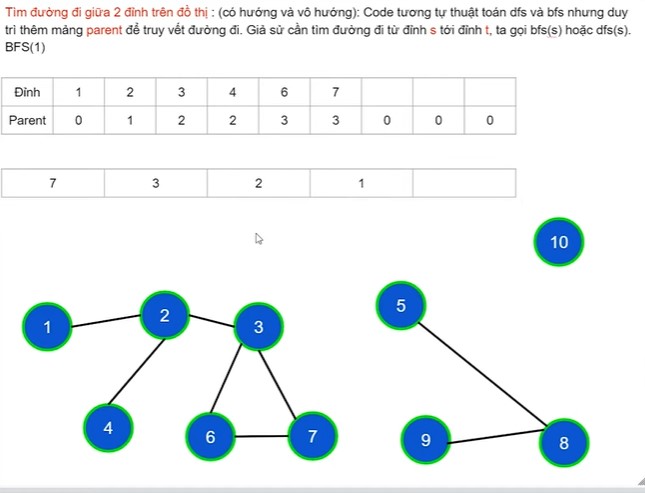 Tìm đường đi giữa 2 đỉnh trên đồ thị : (có hướng và vô hướng): Code tương tự thuật toán dfs và bfs nhưng duy
trì thêm mảng parent để truy vết đường đi. Giả sử cần tìm đường đi từ đỉnh s tới đỉnh t, ta gọi bfs(s) hoặc dfs(s).
BFS(1)
Đỉnh 1 2 3 4 6 7
Parent 0 1 2 2 3 3 0 0 0
7 3 2 1
10
5
2
1 3
4 6 7 9 8